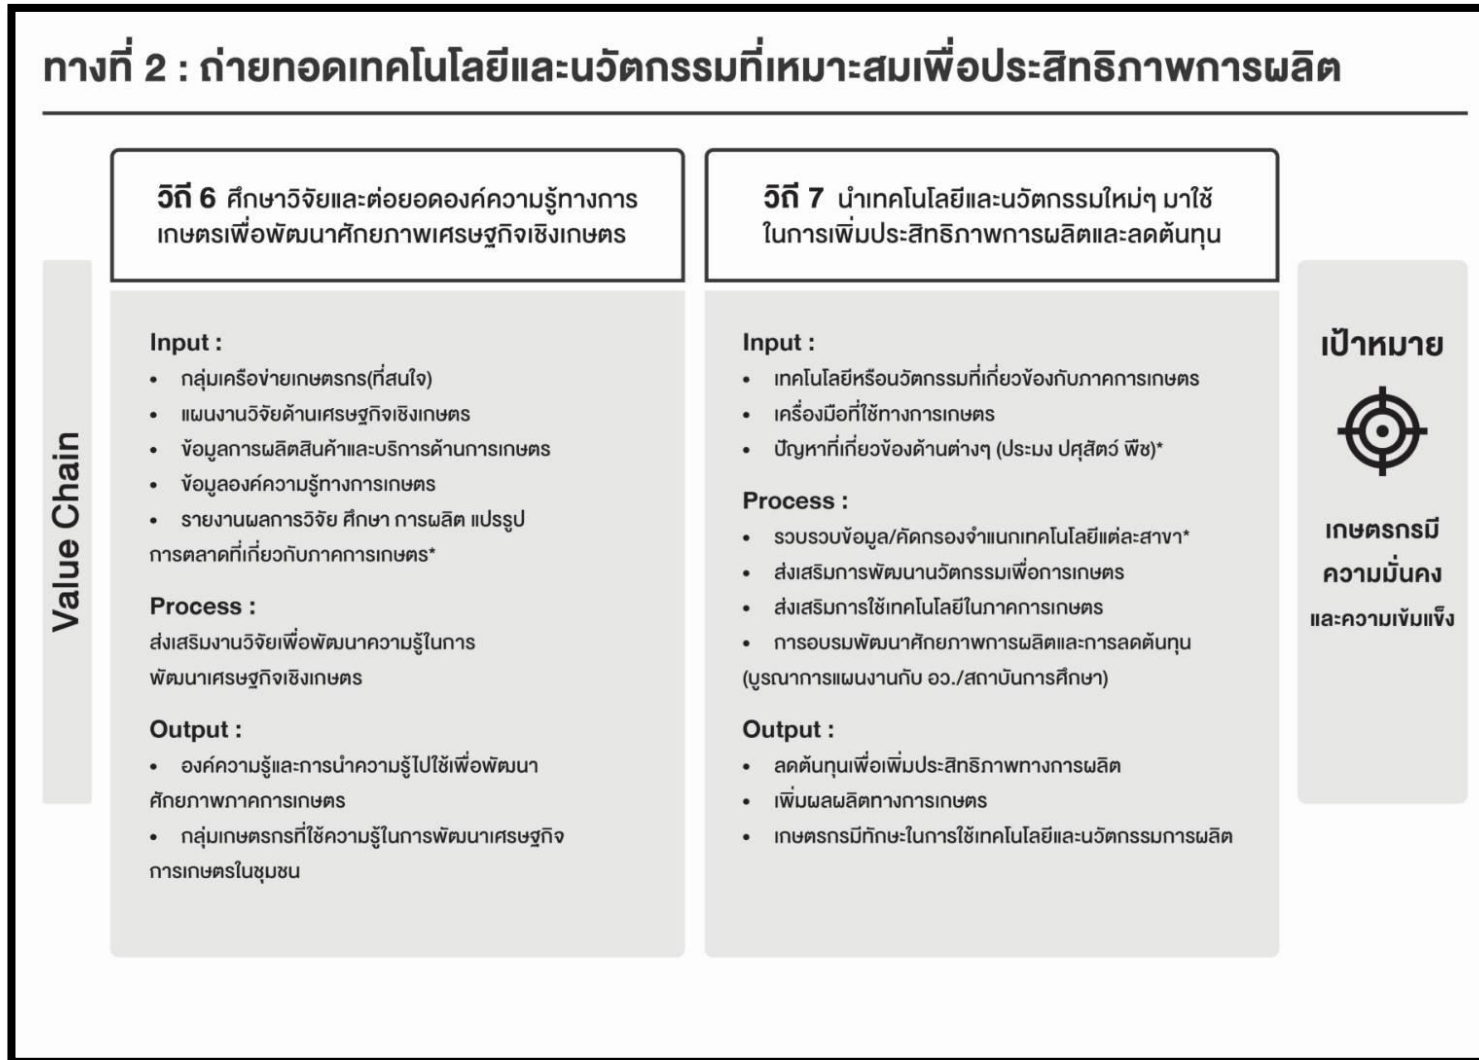 ทางที่ 2 : ถ่ายทอดเทคโนโลยีและนวัตกรรมที่เหมาะสมเพื่อประสิทธิภาพการผลิต
Value Chain
วิถี 6 ศึกษาวิจัยและต่อยอดองค์ความรู้ทางการ
เกษตรเพื่อพัฒนาศักยภาพเศรษฐกิจเชิงเกษตร
Input :
• กลุ่มเครือข่ายเกษตรกร(ที่สนใจ)
• แผนงานวิจัยด้านเศรษฐกิจเชิงเกษตร
• ข้อมูลการผลิตสินค้าและบริการด้านการเกษตร
• ข้อมูลองค์ความรู้ทางการเกษตร
• รายงานผลการวิจัย ศึกษา การผลิต แปรรูป
การตลาดที่เกี่ยวกับภาคการเกษตร*
Process :
ส่งเสริมงานวิจัยเพื่อพัฒนาความรู้ในการ
พัฒนาเศรษฐกิจเชิงเกษตร
Output :
• องค์ความรู้และการนำความรู้ไปใช้เพื่อพัฒนา
ศักยภาพภาคการเกษตร
• กลุ่มเกษตรกรที่ใช้ความรู้ในการพัฒนาเศรษฐกิจ
การเกษตรในชุมชน
วิถี 7 นำเทคโนโลยีและนวัตกรรมใหม่ๆ มาใช้
ในการเพิ่มประสิทธิภาพการผลิตและลดต้นทุน
Input :
• เทคโนโลยีหรือนวัตกรรมที่เกี่ยวข้องกับภาคการเกษตร
• เครื่องมือที่ใช้ทางการเกษตร
• ปัญหาที่เกี่ยวข้องด้านต่างๆ (ประมง ปศุสัตว์ พืช)*
Process :
• รวบรวบข้อมูล/คัดกรองจำแนกเทคโนโลยีแต่ละสาขา*
• ส่งเสริมการพัฒนานวัตกรรมเพื่อการเกษตร
• ส่งเสริมการใช้เทคโนโลยีในภาคการเกษตร
• การอบรมพัฒนาศักยภาพการผลิตและการลดต้นทุน
(บูรณาการแผนงานกับ อว./สถาบันการศึกษา)
Output :
• ลดต้นทุนเพื่อเพิ่มประสิทธิภาพทางการผลิต
• เพิ่มผลผลิตทางการเกษตร
• เกษตรกรมีทักษะในการใช้เทคโนโลยีและนวัตกรรมการผลิต
เป้าหมาย
เกษตรกรมี
ความมั่นคง
และความเข้มแข็ง